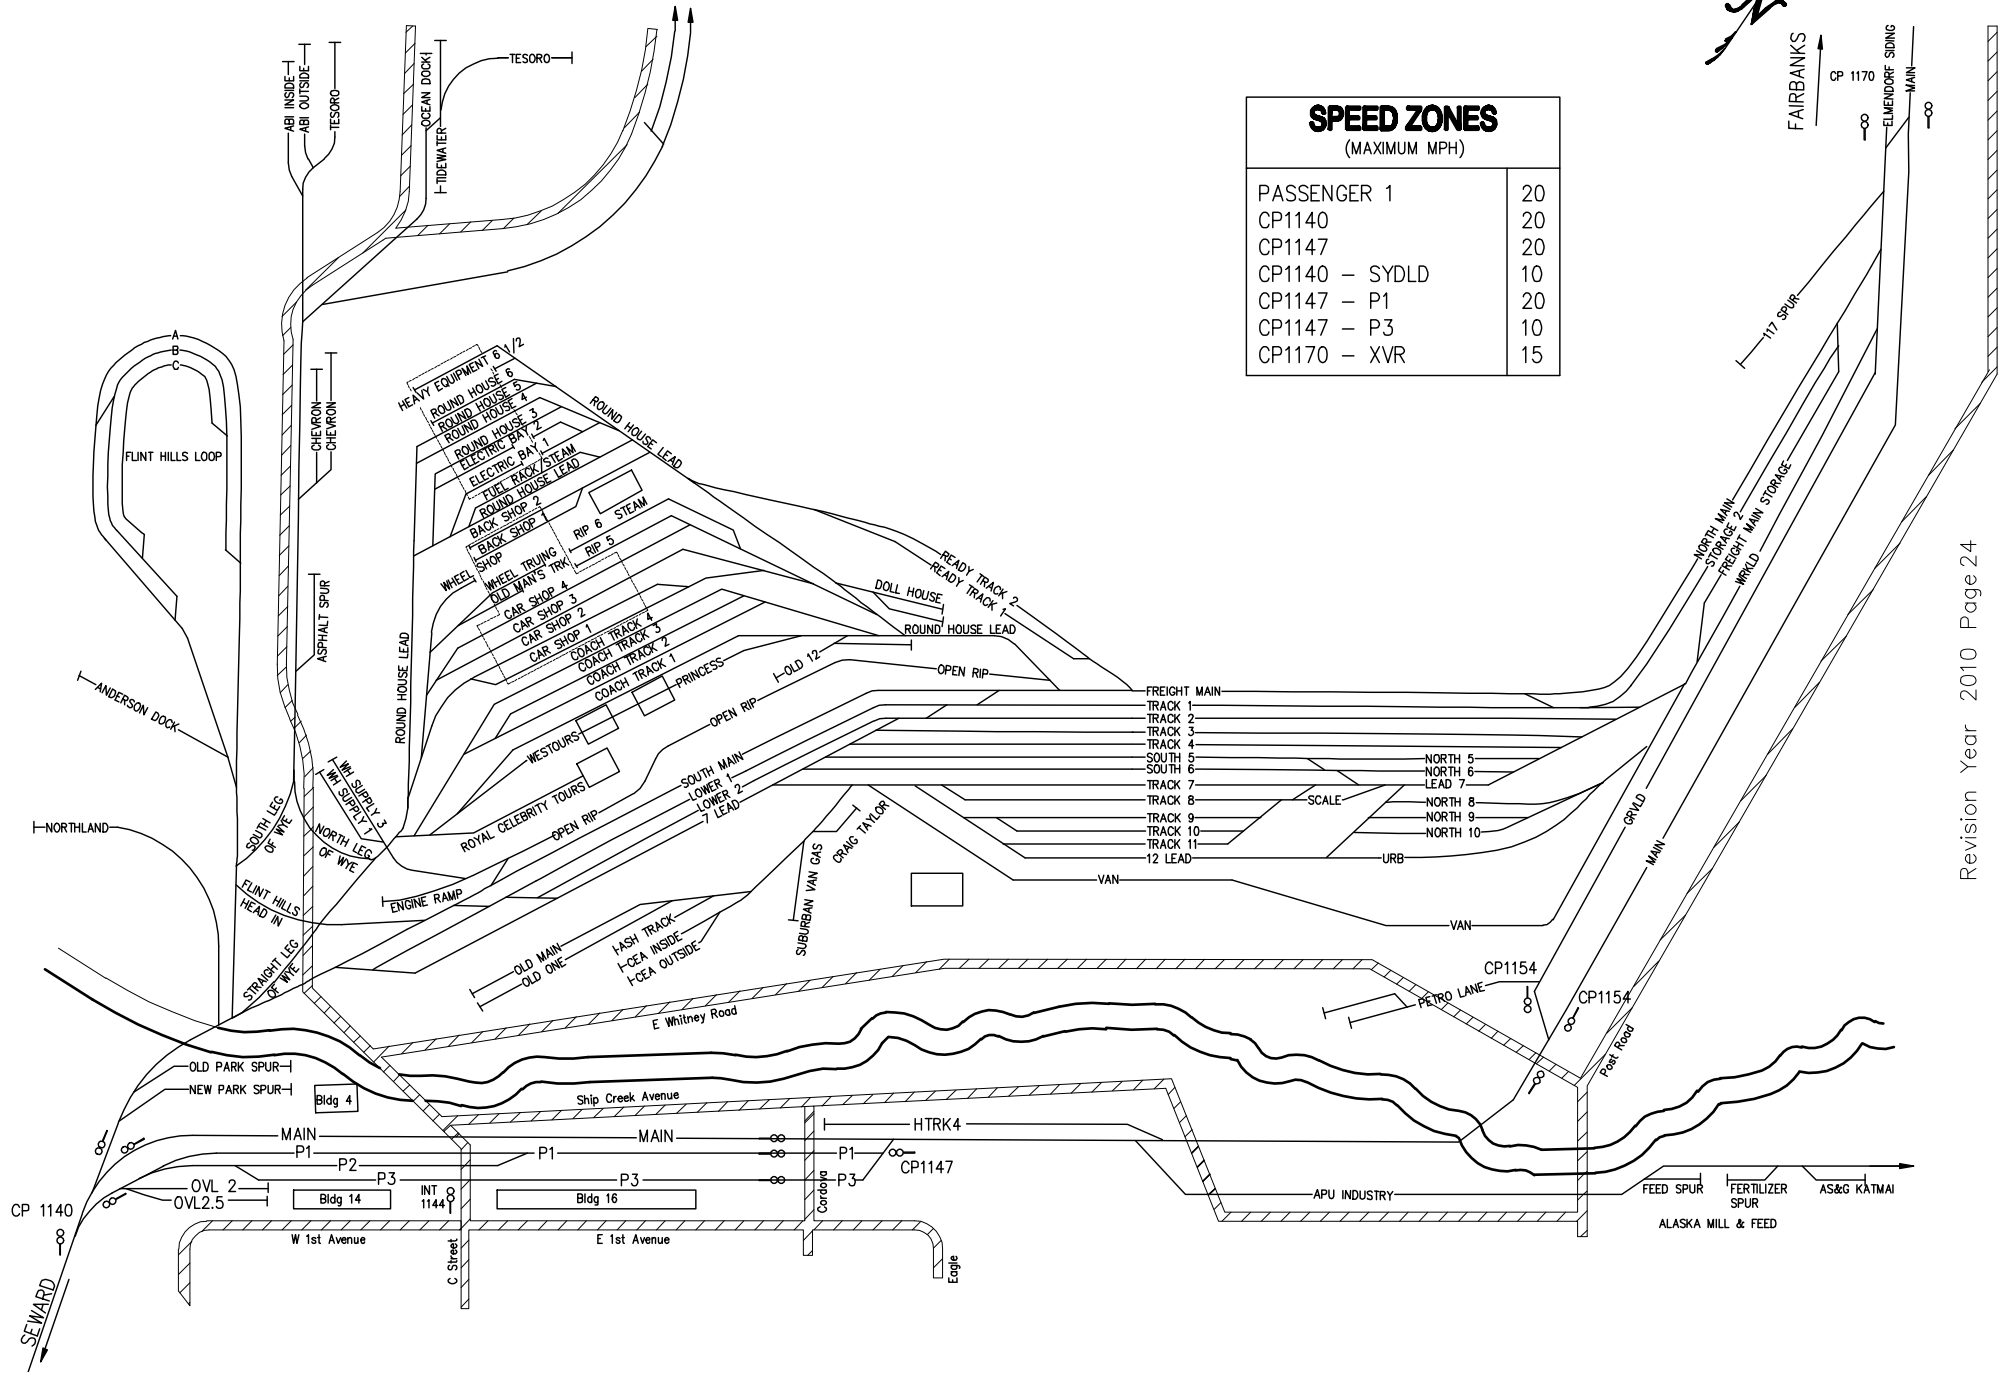 N
FAIRBANKS
CP 1170
ELMENDORF SIDING
MAIN
ABI INSIDE
ABI OUTSIDE
TESORO
OCEAN DOCK
TIDEWATER
TESORO
SPEED ZONES
(MAXIMUM MPH)
PASSENGER 1 20
CP1140 20
CP1147 20
CP1140 – SYDLD 10
CP1147 – P1 20
CP1147 – P3 10
CP1170 – XVR 15
117 SPUR
A
B
C
FLINT HILLS LOOP
CHEVRON
CHEVRON
ASPHALT SPUR
HEAVY EQUIPMENT 6 1/2
ROUND HOUSE 6
ROUND HOUSE 5
ROUND HOUSE 4
ROUND HOUSE 3
ELECTRIC BAY 2
ELECTRIC BAY 1
FUEL RACK/STEAM
ROUND HOUSE LEAD
BACK SHOP 2
BACK SHOP 1
WHEEL SHOP
WHEEL TRUING
OLD MAN'S TRK
RIP 6 STEAM
RIP 5
CAR SHOP 4
CAR SHOP 3
CAR SHOP 2
CAR SHOP 1
COACH TRACK 4
COACH TRACK 3
COACH TRACK 2
COACH TRACK 1
ROUND HOUSE LEAD
ROUND HOUSE LEAD
READY TRACK 2
READY TRACK 1
DOLL HOUSE
ROUND HOUSE LEAD
PRINCESS
OLD 12
OPEN RIP
OPEN RIP
WESTOURS
ROYAL CELEBRITY TOURS
OPEN RIP
SOUTH MAIN
LOWER 1
LOWER 2
7 LEAD
FREIGHT MAIN
TRACK 1
TRACK 2
TRACK 3
TRACK 4
SOUTH 5
SOUTH 6
TRACK 7
TRACK 8
TRACK 9
TRACK 10
TRACK 11
12 LEAD
SCALE
NORTH 5
NORTH 6
LEAD 7
NORTH 8
NORTH 9
NORTH 10
URB
VAN
VAN
NORTH MAIN
STORAGE 2
FREIGHT MAIN STORAGE
WRKLD
GRVLD
MAIN
ANDERSON DOCK
NORTHLAND
WH SUPPLY 3
WH SUPPLY 1
SOUTH LEG
OF WYE
NORTH LEG
OF WYE
FLINT HILLS
HEAD IN
STRAIGHT LEG
OF WYE
ENGINE RAMP
OLD MAIN
OLD ONE
ASH TRACK
CEA INSIDE
CEA OUTSIDE
SUBURBAN VAN GAS
CRAIG TAYLOR
E Whitney Road
PETRO LANE
CP1154
CP1154
Post Road
OLD PARK SPUR
NEW PARK SPUR
Bldg 4
Ship Creek Avenue
MAIN
MAIN
HTRK4
P1
P1
P1
P2
P3
P3
P3
CP1147
OVL 2
OVL2.5
Bldg 14
INT
1144
Bldg 16
CP 1140
SEWARD
W 1st Avenue
C Street
E 1st Avenue
Cordova
Eagle
APU INDUSTRY
FEED SPUR
FERTILIZER
SPUR
AS&G KATMAI
ALASKA MILL & FEED
Revision Year 2010 Page 24